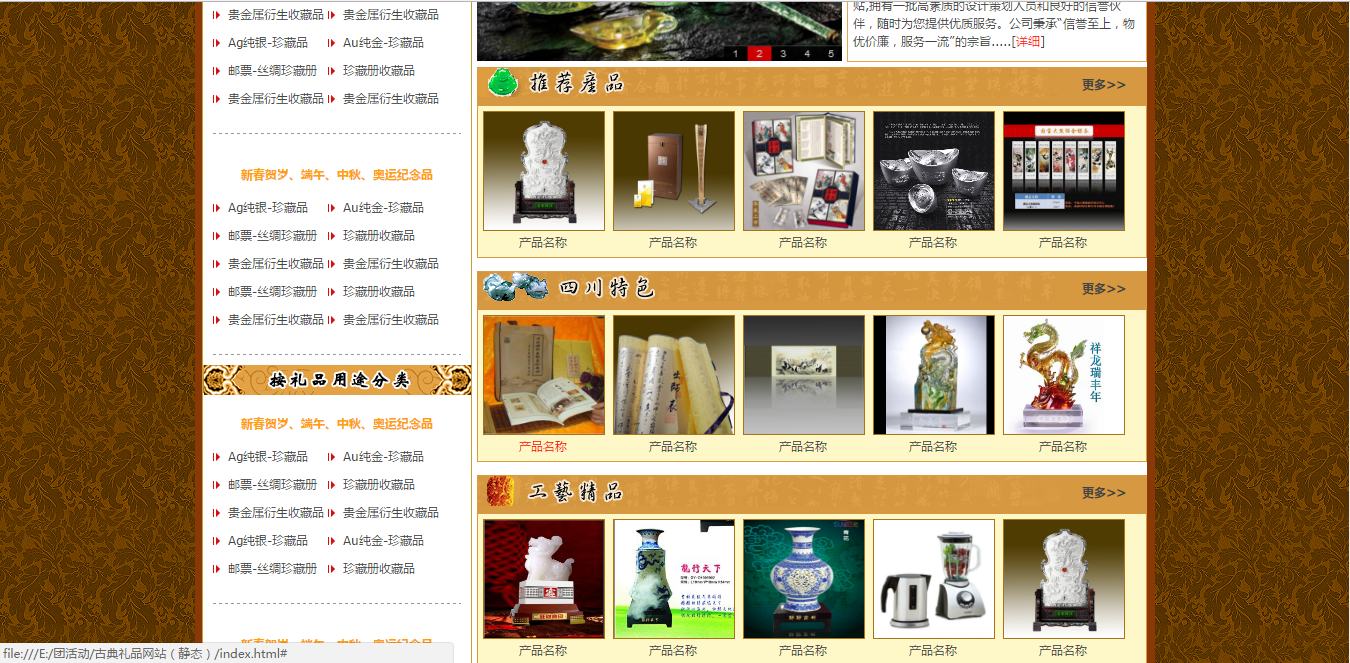 贵金属衍生收藏品 贵金属衍生收藏品
Ag纯银-珍藏品 Au纯金-珍藏品
邮票-丝绸珍藏册 珍藏册收藏品
贵金属衍生收藏品 贵金属衍生收藏品
新春贺岁、端午、中秋、奥运纪念品
Ag纯银-珍藏品 Au纯金-珍藏品
邮票-丝绸珍藏册 珍藏册收藏品
贵金属衍生收藏品 贵金属衍生收藏品
邮票-丝绸珍藏册 珍藏册收藏品
贵金属衍生收藏品 贵金属衍生收藏品
按礼品用途分类
新春贺岁、端午、中秋、奥运纪念品
Ag纯银-珍藏品 Au纯金-珍藏品
邮票-丝绸珍藏册 珍藏册收藏品
贵金属衍生收藏品 贵金属衍生收藏品
Ag纯银-珍藏品 Au纯金-珍藏品
邮票-丝绸珍藏册 珍藏册收藏品
新春贺岁、端午、中秋、奥运纪念品
file:///E:/团活动/古典礼品网站（静态）/index.html#
1 2 3 4 5
贴,拥有一批高素质的设计策划人员和良好的信誉伙
伴，随时为您提供优质服务。公司秉承“信誉至上，物
优价廉，服务一流”的宗旨.....[详细]
推荐産品 更多>>
产品名称 产品名称 产品名称 产品名称 产品名称
四川特色 更多>>
出师表
祥龙瑞丰年
产品名称 产品名称 产品名称 产品名称 产品名称
工藝精品 更多>>
龙行天下
产品名称 产品名称 产品名称 产品名称 产品名称